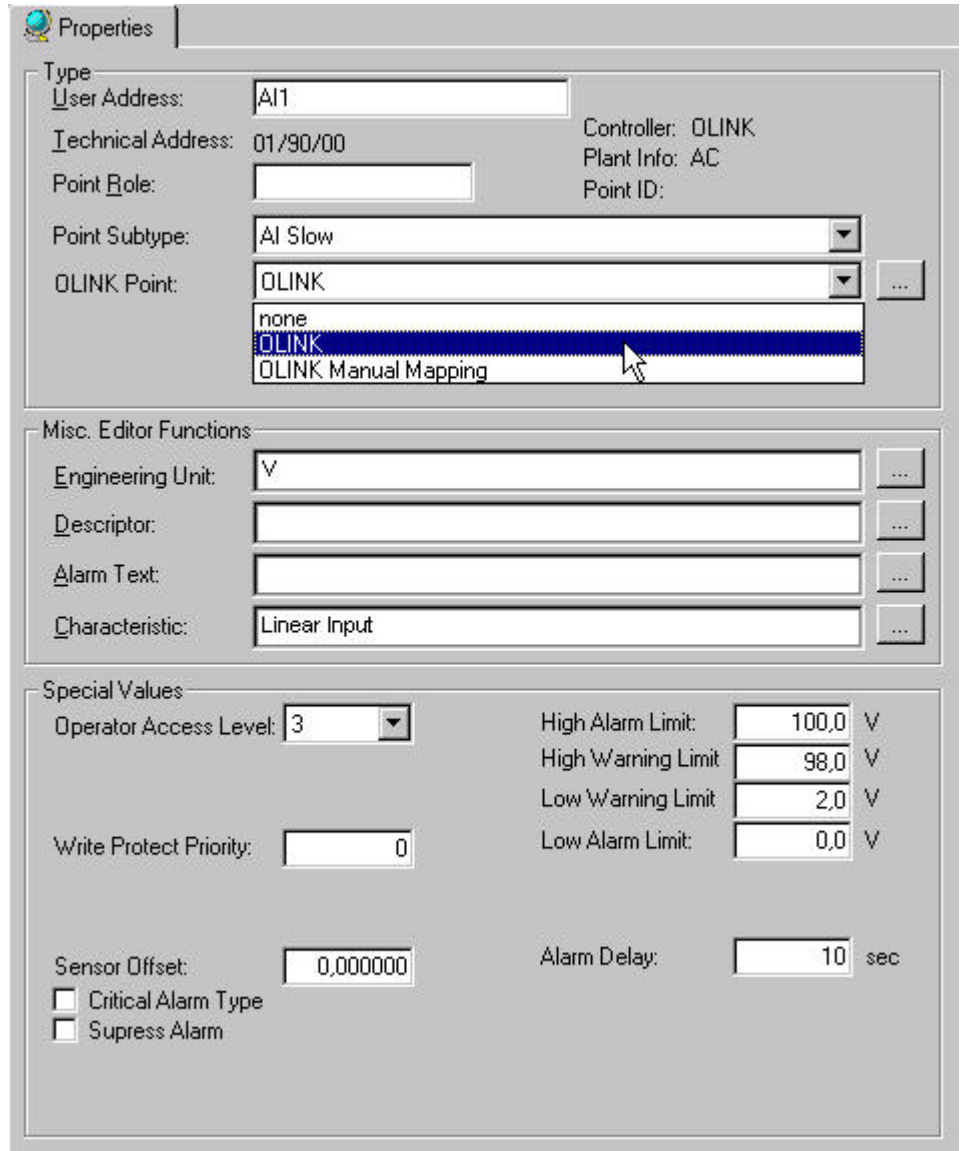 Properties
Type
User Address: AI1
Technical Address: 01/90/00
Controller: OLINK
Plant Info: AC
Point Role:
Point ID:
Point Subtype: AI Slow
OLINK Point: OLINK ...
none
OLINK
OLINK Manual Mapping
Misc. Editor Functions
Engineering Unit: V ...
Descriptor: ...
Alarm Text: ...
Characteristic: Linear Input ...
Special Values
Operator Access Level: 3
High Alarm Limit: 100,0 V
High Warning Limit 98,0 V
Low Warning Limit 2,0 V
Write Protect Priority: 0
Low Alarm Limit: 0,0 V
Sensor Offset: 0,000000
Alarm Delay: 10 sec
Critical Alarm Type
Supress Alarm